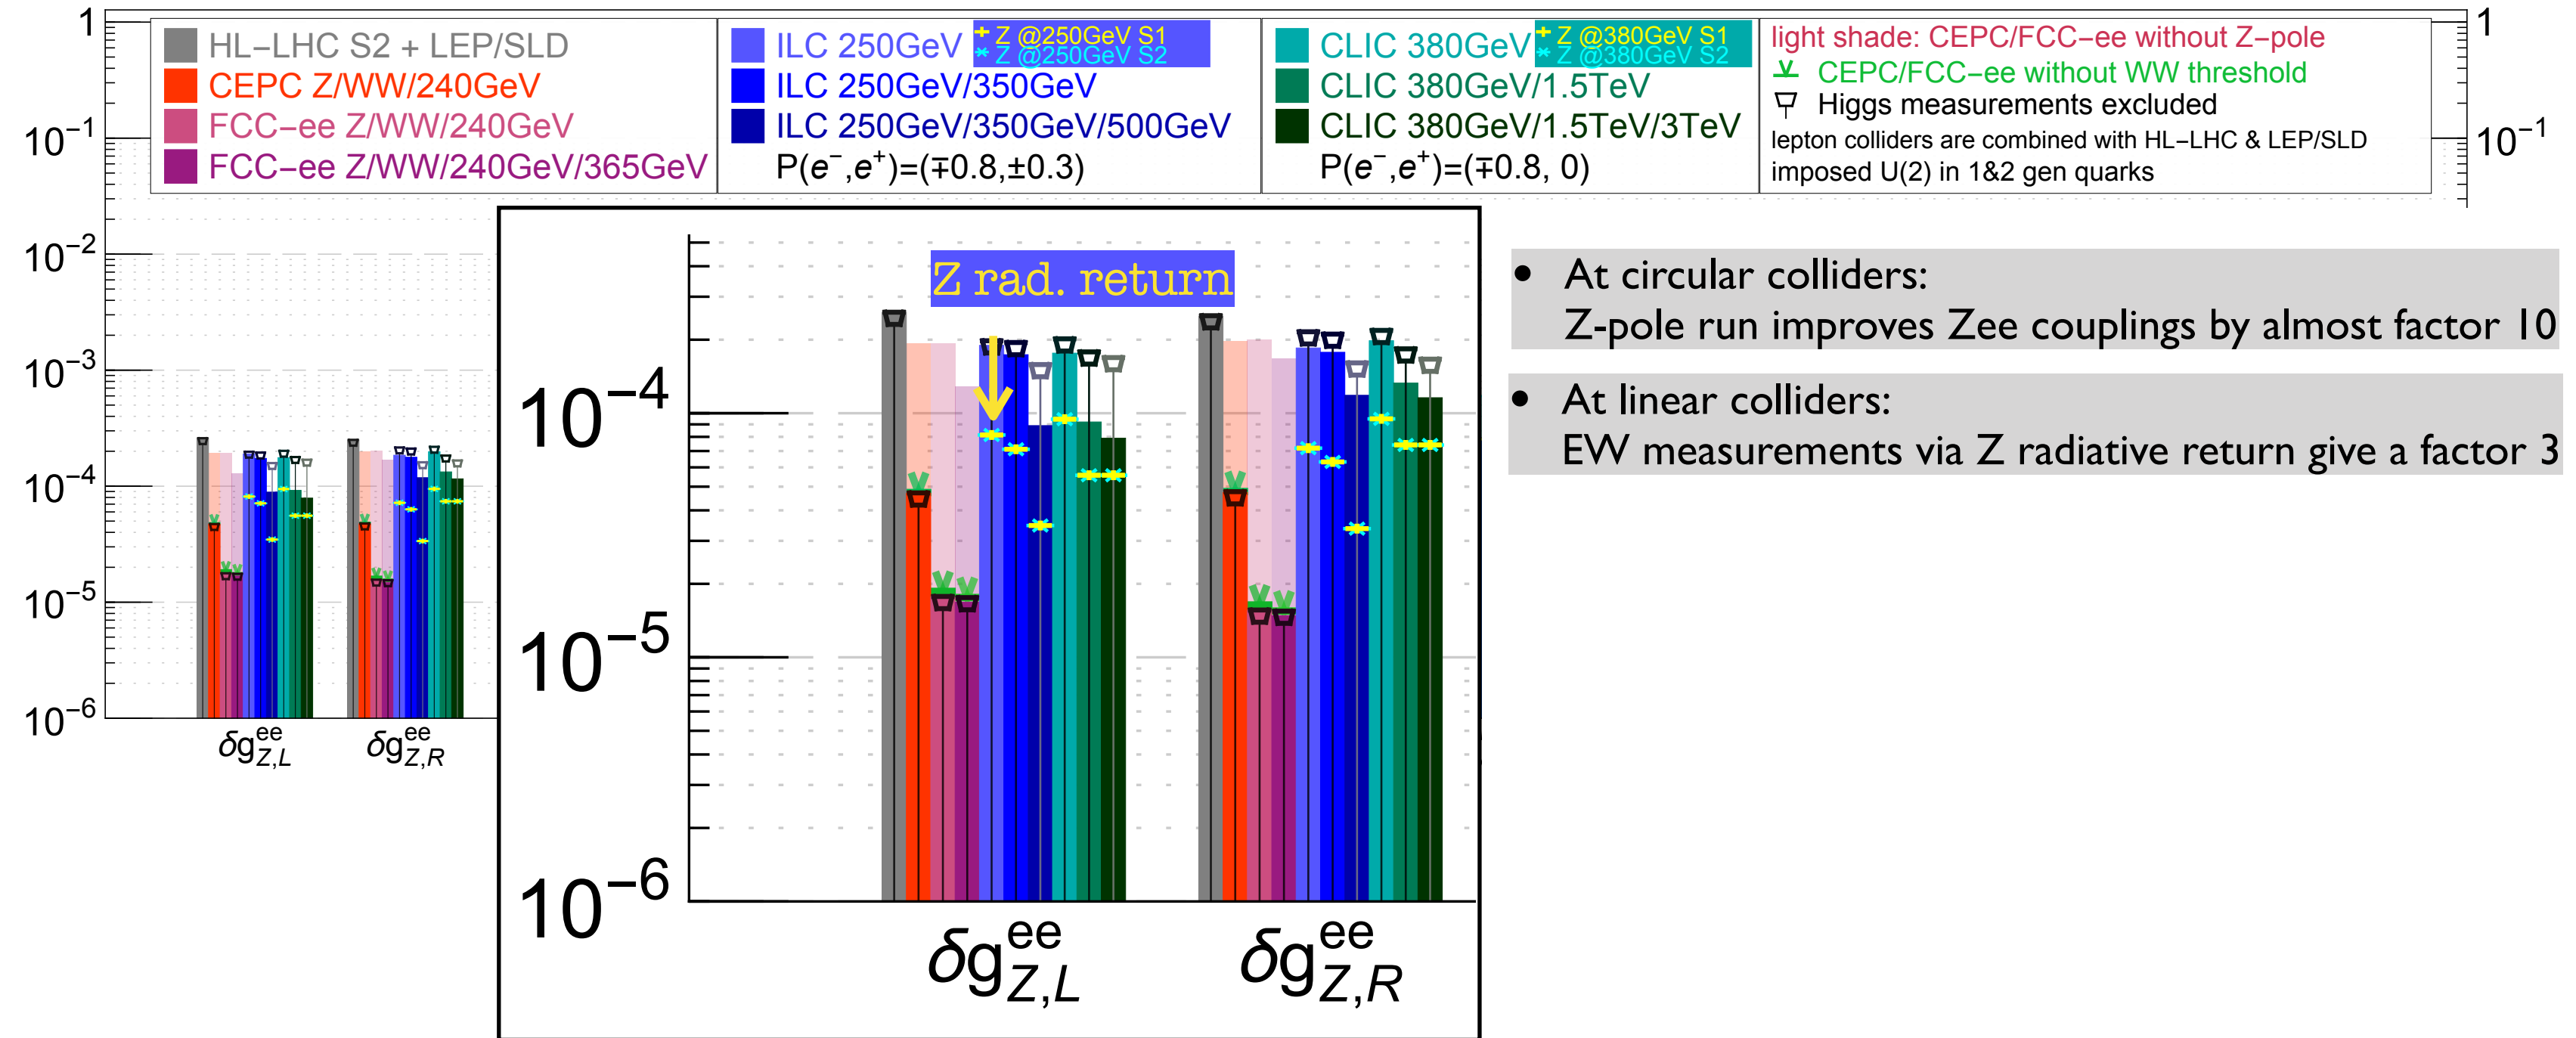 1
10⁻¹
10⁻²
10⁻³
10⁻⁴
10⁻⁵
10⁻⁶
HL−LHC S2 + LEP/SLD
CEPC Z/WW/240GeV
FCC−ee Z/WW/240GeV
FCC−ee Z/WW/240GeV/365GeV
ILC 250GeV
Z @250GeV S1
Z @250GeV S2
ILC 250GeV/350GeV
ILC 250GeV/350GeV/500GeV
P(e⁻,e⁺)=(∓0.8,±0.3)
CLIC 380GeV
Z @380GeV S1
Z @380GeV S2
CLIC 380GeV/1.5TeV
CLIC 380GeV/1.5TeV/3TeV
P(e⁻,e⁺)=(∓0.8, 0)
light shade: CEPC/FCC−ee without Z−pole
CEPC/FCC−ee without WW threshold
Higgs measurements excluded
lepton colliders are combined with HL−LHC & LEP/SLD
imposed U(2) in 1&2 gen quarks
1
10⁻¹
δg^ee_Z,L
δg^ee_Z,R
Z rad. return
10⁻⁴
10⁻⁵
10⁻⁶
δg^ee_Z,L
δg^ee_Z,R
• At circular colliders:
Z-pole run improves Zee couplings by almost factor 10
• At linear colliders:
EW measurements via Z radiative return give a factor 3